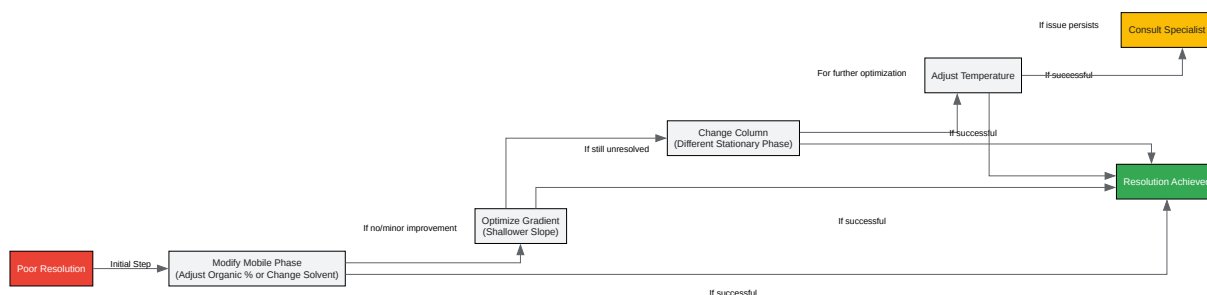 If issue persists
Consult Specialist
For further optimization
Adjust Temperature
If successful
If still unresolved
Change Column
(Different Stationary Phase)
If successful
Resolution Achieved
If no/minor improvement
Optimize Gradient
(Shallower Slope)
If successful
Poor Resolution
Initial Step
Modify Mobile Phase
(Adjust Organic % or Change Solvent)
If successful